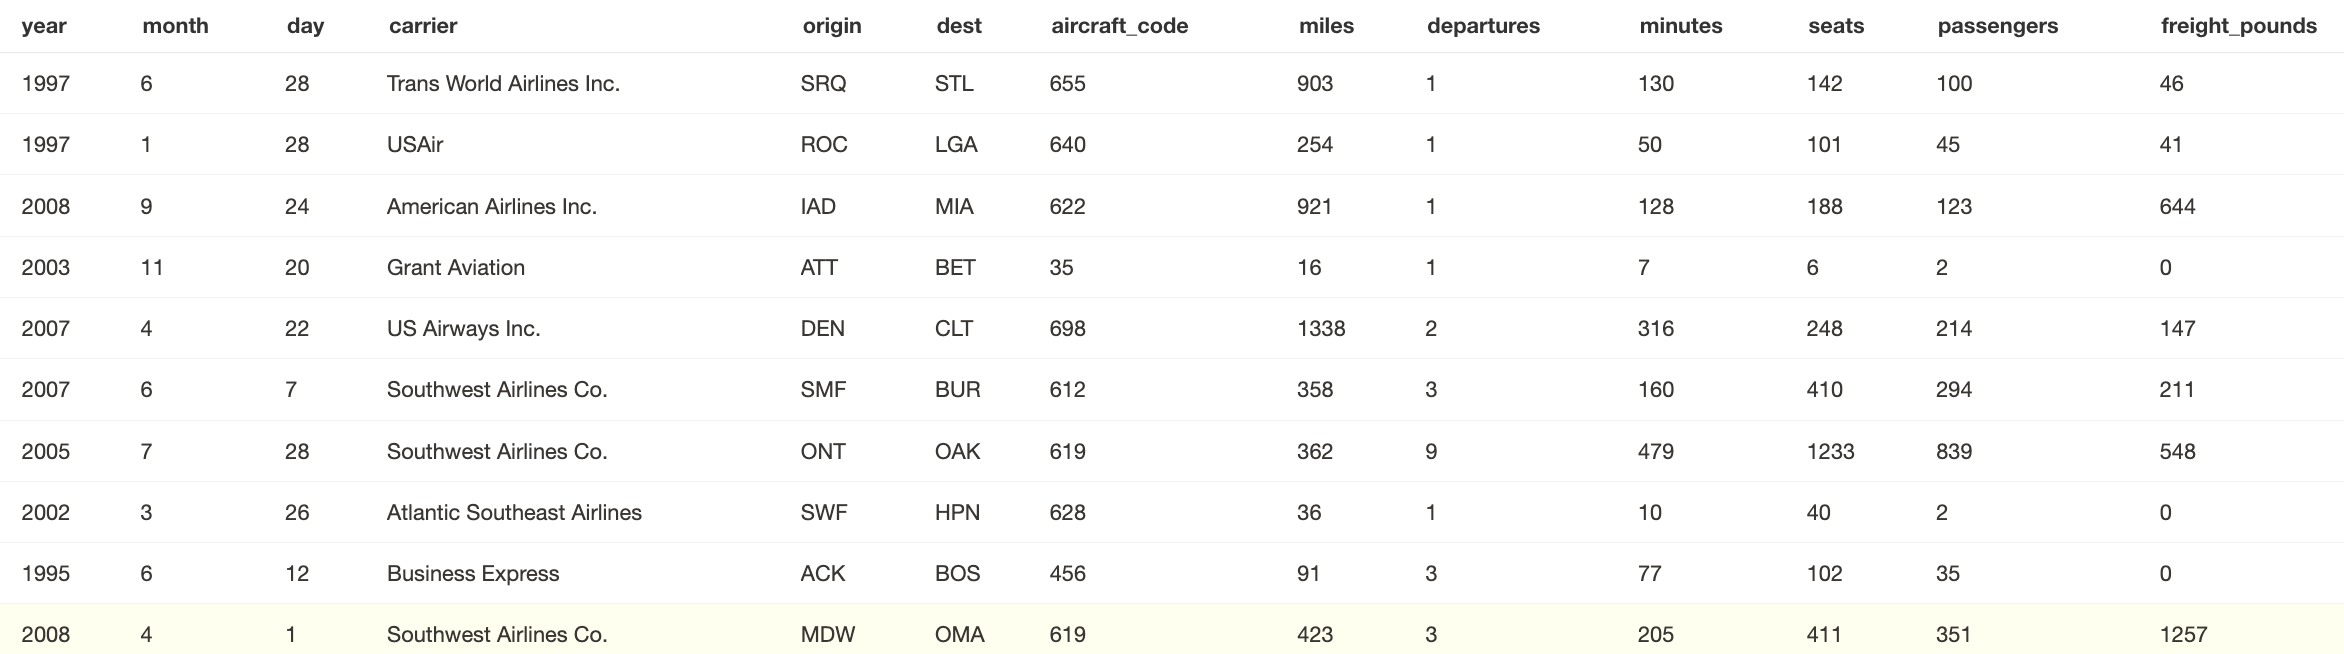 year month day carrier origin dest aircraft_code miles departures minutes seats passengers freight_pounds
1997 6 28 Trans World Airlines Inc. SRQ STL 655 903 1 130 142 100 46
1997 1 28 USAir ROC LGA 640 254 1 50 101 45 41
2008 9 24 American Airlines Inc. IAD MIA 622 921 1 128 188 123 644
2003 11 20 Grant Aviation ATT BET 35 16 1 7 6 2 0
2007 4 22 US Airways Inc. DEN CLT 698 1338 2 316 248 214 147
2007 6 7 Southwest Airlines Co. SMF BUR 612 358 3 160 410 294 211
2005 7 28 Southwest Airlines Co. ONT OAK 619 362 9 479 1233 839 548
2002 3 26 Atlantic Southeast Airlines SWF HPN 628 36 1 10 40 2 0
1995 6 12 Business Express ACK BOS 456 91 3 77 102 35 0
2008 4 1 Southwest Airlines Co. MDW OMA 619 423 3 205 411 351 1257